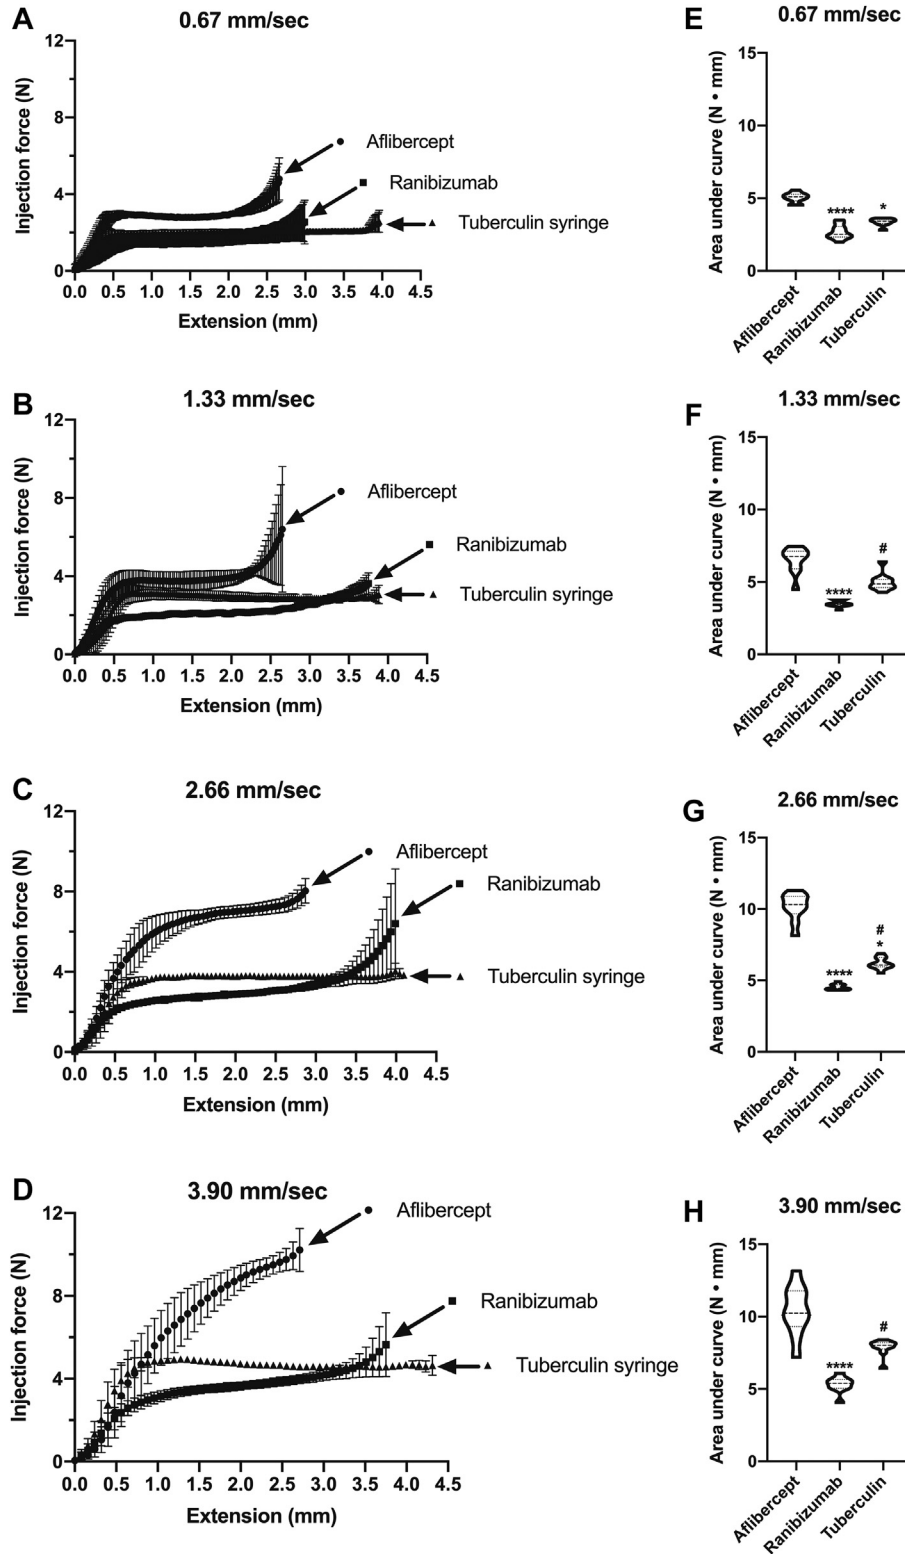 A
0.67 mm/sec
Injection force (N)
12
8
4
0
0.0 0.5 1.0 1.5 2.0 2.5 3.0 3.5 4.0 4.5
Extension (mm)
Aflibercept
Ranibizumab
Tuberculin syringe
E
0.67 mm/sec
Area under curve (N • mm)
15
10
5
0
****
*
Aflibercept
Ranibizumab
Tuberculin
B
1.33 mm/sec
Injection force (N)
12
8
4
0
0.0 0.5 1.0 1.5 2.0 2.5 3.0 3.5 4.0 4.5
Extension (mm)
Aflibercept
Ranibizumab
Tuberculin syringe
F
1.33 mm/sec
Area under curve (N • mm)
15
10
5
0
****
#
Aflibercept
Ranibizumab
Tuberculin
C
2.66 mm/sec
Injection force (N)
12
8
4
0
0.0 0.5 1.0 1.5 2.0 2.5 3.0 3.5 4.0 4.5
Extension (mm)
Aflibercept
Ranibizumab
Tuberculin syringe
G
2.66 mm/sec
Area under curve (N • mm)
15
10
5
0
****
#
*
Aflibercept
Ranibizumab
Tuberculin
D
3.90 mm/sec
Injection force (N)
12
8
4
0
0.0 0.5 1.0 1.5 2.0 2.5 3.0 3.5 4.0 4.5
Extension (mm)
Aflibercept
Ranibizumab
Tuberculin syringe
H
3.90 mm/sec
Area under curve (N • mm)
15
10
5
0
****
#
Aflibercept
Ranibizumab
Tuberculin